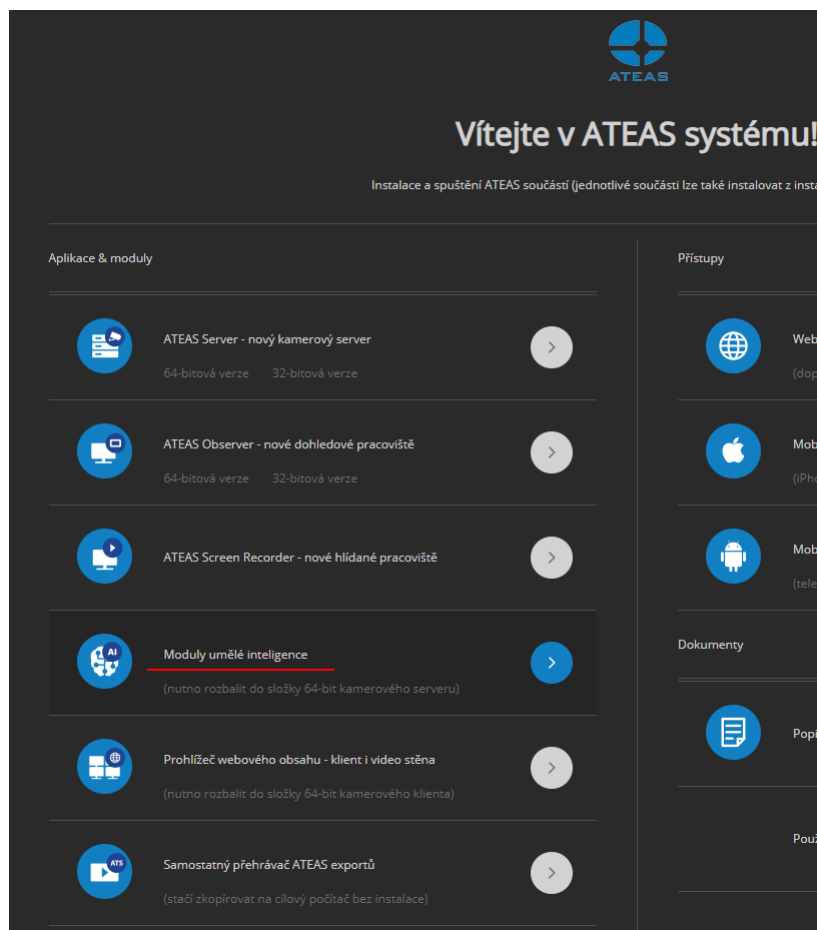 ATEAS
Vítejte v ATEAS systému!
Instalace a spuštění ATEAS součástí (jednotlivé součásti lze také instalovat z
Aplikace & moduly
ATEAS Server - nový kamerový server
64-bitová verze 32-bitová verze
ATEAS Observer - nové dohledové pracoviště
64-bitová verze 32-bitová verze
ATEAS Screen Recorder - nové hlídané pracoviště
AI
Moduly umělé inteligence
(nutno rozbalit do složky 64-bit kamerového serveru)
Prohlížeč webového obsahu - klient i video stěna
(nutno rozbalit do složky 64-bit kamerového klienta)
ATS
Samostatný přehrávač ATEAS exportů
(stačí zkopírovat na cílový počítač bez instalace)
Přístupy
Web
Mob
Mob
Dokumenty